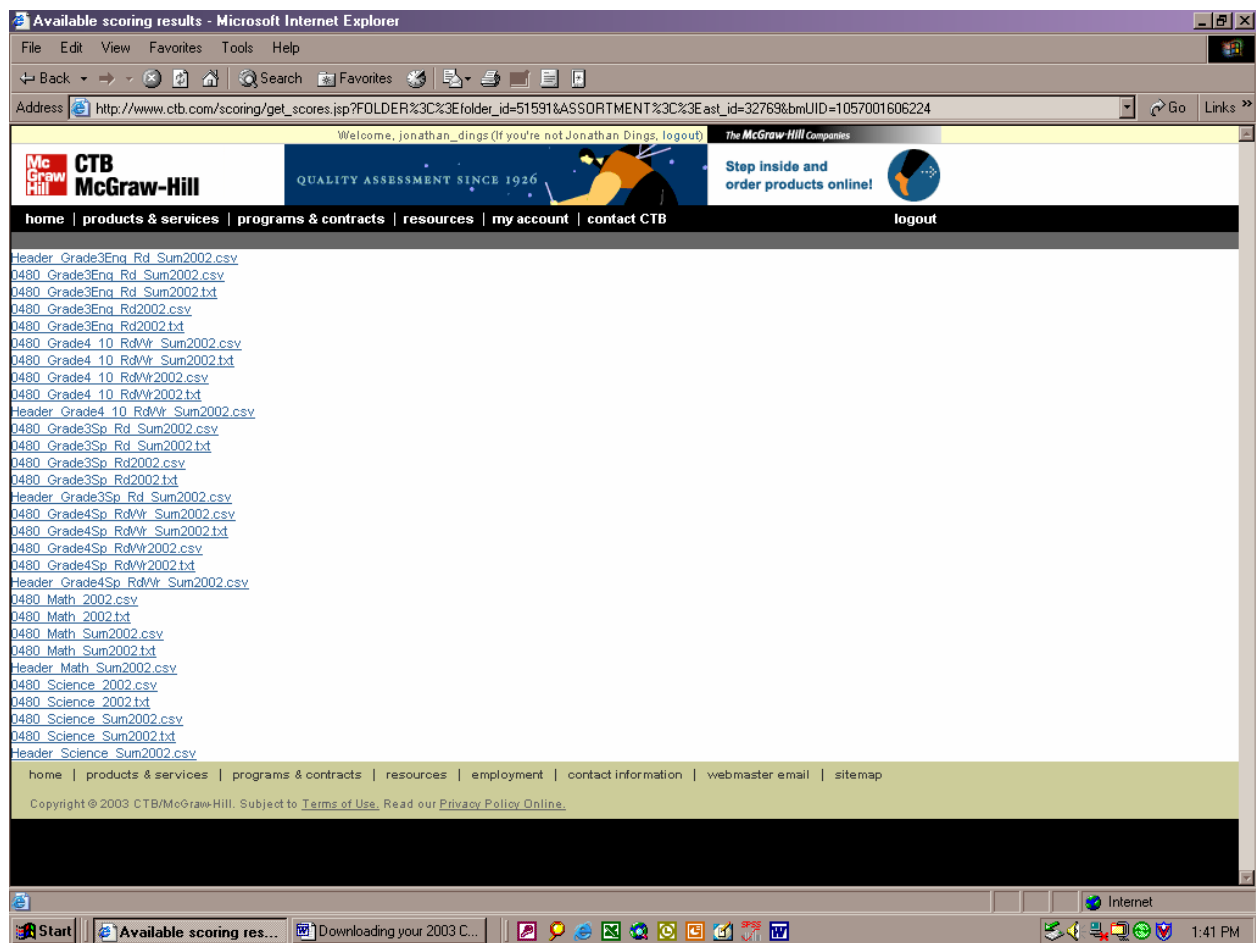 Available scoring results - Microsoft Internet Explorer
File Edit View Favorites Tools Help
Back Search Favorites
Address http://www.ctb.com/scoring/get_scores.jsp?FOLDER%3C%3Efolder_id=51591&ASSORTMENT%3C%3East_id=32769&bmUID=1057001606224 Go Links »
Welcome, jonathan_dings (If you're not Jonathan Dings, logout) The McGraw-Hill Companies
Mc Graw Hill CTB McGraw-Hill
QUALITY ASSESSMENT SINCE 1926
Step inside and
order products online!
home | products & services | programs & contracts | resources | my account | contact CTB logout
Header_Grade3Eng_Rd_Sum2002.csv
0480_Grade3Eng_Rd_Sum2002.csv
0480_Grade3Eng_Rd_Sum2002.txt
0480_Grade3Eng_Rd2002.csv
0480_Grade3Eng_Rd2002.txt
0480_Grade4_10_RdWr_Sum2002.csv
0480_Grade4_10_RdWr_Sum2002.txt
0480_Grade4_10_RdWr2002.csv
0480_Grade4_10_RdWr2002.txt
Header_Grade4_10_RdWr_Sum2002.csv
0480_Grade3Sp_Rd_Sum2002.csv
0480_Grade3Sp_Rd_Sum2002.txt
0480_Grade3Sp_Rd2002.csv
0480_Grade3Sp_Rd2002.txt
Header_Grade3Sp_Rd_Sum2002.csv
0480_Grade4Sp_RdWr_Sum2002.csv
0480_Grade4Sp_RdWr_Sum2002.txt
0480_Grade4Sp_RdWr2002.csv
0480_Grade4Sp_RdWr2002.txt
Header_Grade4Sp_RdWr_Sum2002.csv
0480_Math_2002.csv
0480_Math_2002.txt
0480_Math_Sum2002.csv
0480_Math_Sum2002.txt
Header_Math_Sum2002.csv
0480_Science_2002.csv
0480_Science_2002.txt
0480_Science_Sum2002.csv
0480_Science_Sum2002.txt
Header_Science_Sum2002.csv
home | products & services | programs & contracts | resources | employment | contact information | webmaster email | sitemap
Copyright © 2003 CTB/McGraw-Hill. Subject to Terms of Use. Read our Privacy Policy Online.
Internet
Start Available scoring res... Downloading your 2003 C... 1:41 PM